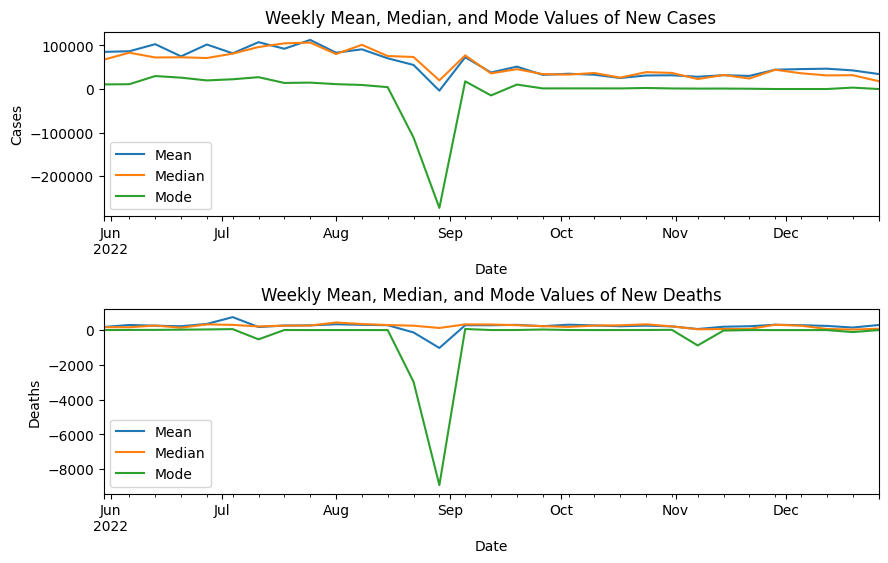 Weekly Mean, Median, and Mode Values of New Cases
100000
0
−100000
−200000
Cases
Mean
Median
Mode
Jun
2022
Jul
Aug
Sep
Oct
Nov
Dec
Date
Weekly Mean, Median, and Mode Values of New Deaths
0
−2000
−4000
−6000
−8000
Deaths
Mean
Median
Mode
Jun
2022
Jul
Aug
Sep
Oct
Nov
Dec
Date